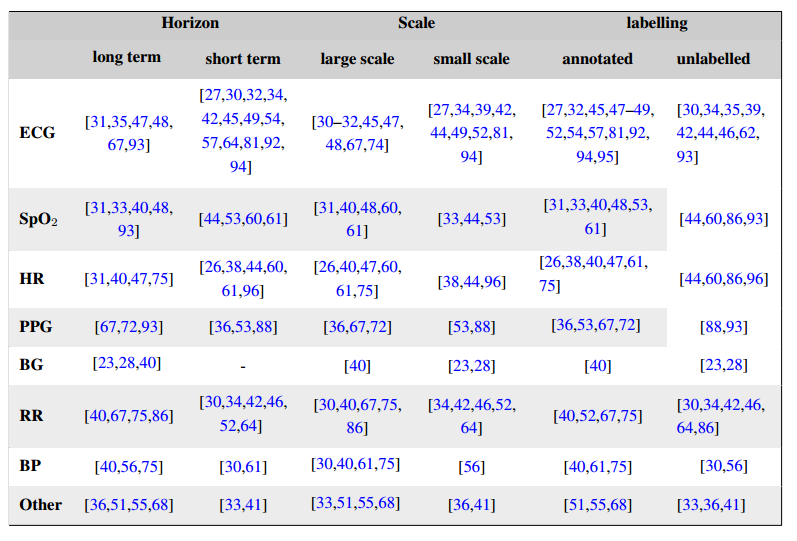 Horizon Scale labelling
long term short term large scale small scale annotated unlabelled
ECG [31,35,47,48, 67,93] [27,30,32,34, 42,45,49,54, 57,64,81,92, 94] [30–32,45,47, 48,67,74] [27,34,39,42, 44,49,52,81, 94] [27,32,45,47–49, 52,54,57,81,92, 94,95] [30,34,35,39, 42,44,46,62, 93]
SpO₂ [31,33,40,48, 93] [44,53,60,61] [31,40,48,60, 61] [33,44,53] [31,33,40,48,53, 61] [44,60,86,93]
HR [31,40,47,75] [26,38,44,60, 61,96] [26,40,47,60, 61,75] [38,44,96] [26,38,40,47,61, 75] [44,60,86,96]
PPG [67,72,93] [36,53,88] [36,67,72] [53,88] [36,53,67,72] [88,93]
BG [23,28,40] - [40] [23,28] [40] [23,28]
RR [40,67,75,86] [30,34,42,46, 52,64] [30,40,67,75, 86] [34,42,46,52, 64] [40,52,67,75] [30,34,42,46, 64,86]
BP [40,56,75] [30,61] [30,40,61,75] [56] [40,61,75] [30,56]
Other [36,51,55,68] [33,41] [33,51,55,68] [36,41] [51,55,68] [33,36,41]